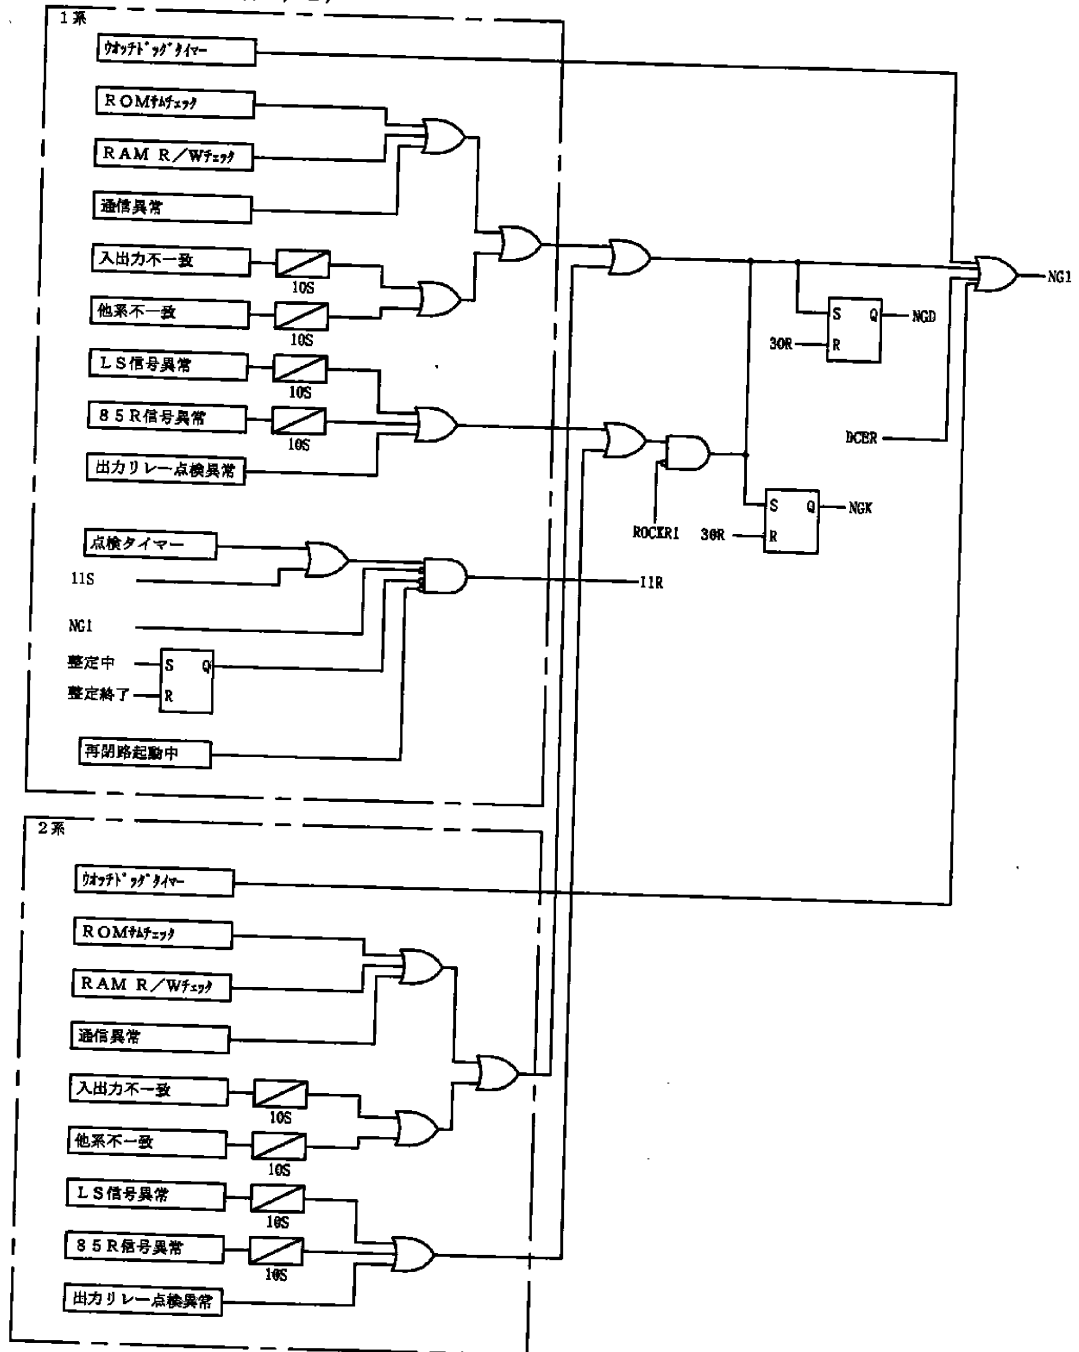 1系
ウオッチドッグタイマー
ROMサムチェック
RAM R/Wチェック
通信異常
入出力不一致
10S
他系不一致
10S
LS信号異常
10S
85R信号異常
10S
出力リレー点検異常
点検タイマー
11S
NG1
整定中
S Q
整定終了
R
再閉路起動中
11R
NG1
S Q
NGD
30R
R
DCER
ROCKR1
S Q
NGK
30R
R
2系
ウオッチドッグタイマー
ROMサムチェック
RAM R/Wチェック
通信異常
入出力不一致
10S
他系不一致
10S
LS信号異常
10S
85R信号異常
10S
出力リレー点検異常